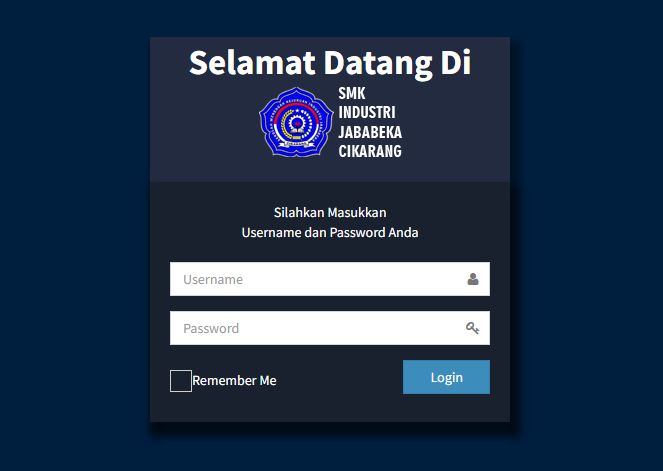 Selamat Datang Di
SMK
INDUSTRI
JABABEKA
CIKARANG
Silahkan Masukkan
Username dan Password Anda
Username
Password
Remember Me
Login